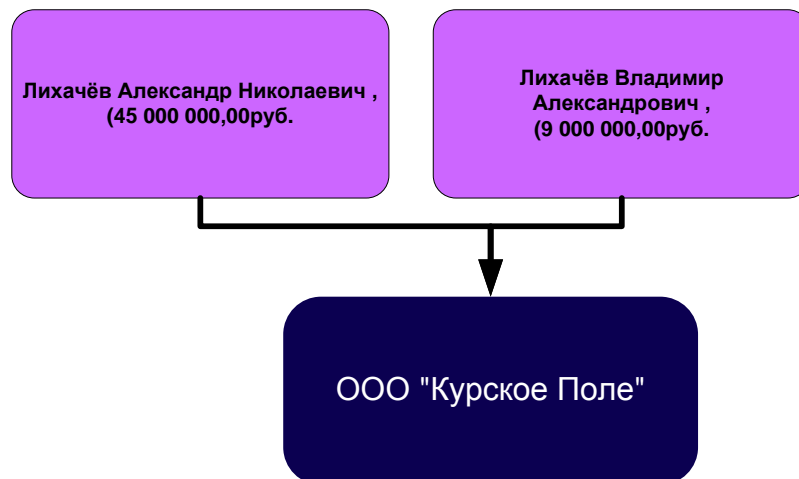 Лихачёв Александр Николаевич ,
(45 000 000,00руб.
Лихачёв Владимир
Александрович ,
(9 000 000,00руб.
ООО "Курское Поле"